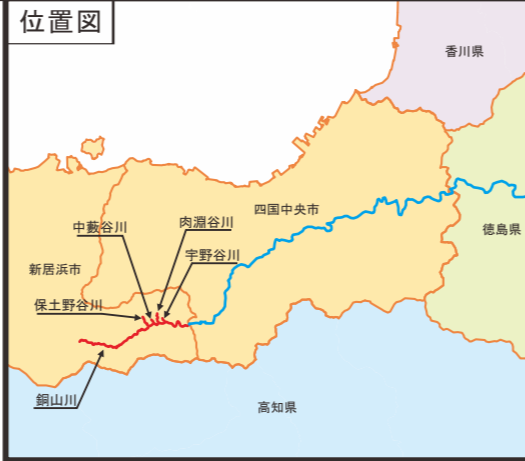 位置図
香川県
肉淵谷川
四国中央市
中藪谷川
徳島県
宇野谷川
新居浜市
保土野谷川
銅山川
高知県